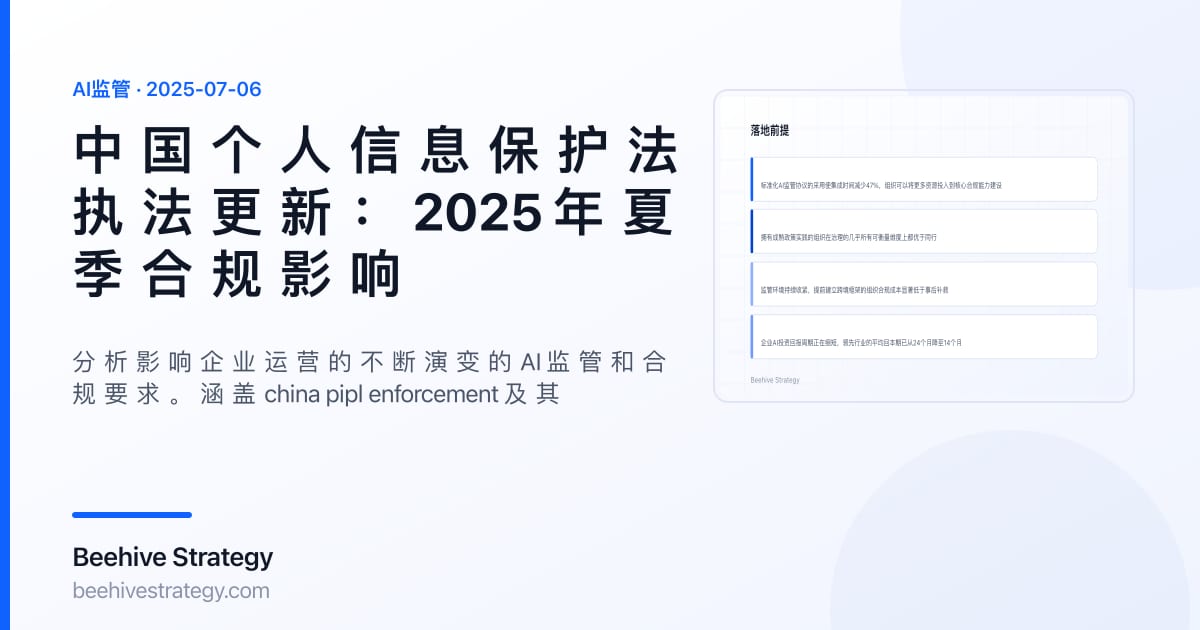 AI监管 · 2025-07-06
中国个人信息保护法
执法更新：2025年夏
季合规影响
分析影响企业运营的不断演变的AI监管和合
规要求。涵盖 china pipl enforcement 及其
Beehive Strategy
beehivestrategy.com
落地前提
标准化AI监管协议的采用使集成时间减少47%，组织可以将更多资源投入到核心合规能力建设
拥有成熟政策实践的组织在治理的几乎所有可衡量维度上都优于同行
监管环境持续收紧，提前建立跨境框架的组织合规成本显著低于事后补救
企业AI投资回报周期正在缩短，领先行业的平均回本期已从24个月降至14个月
Beehive Strategy